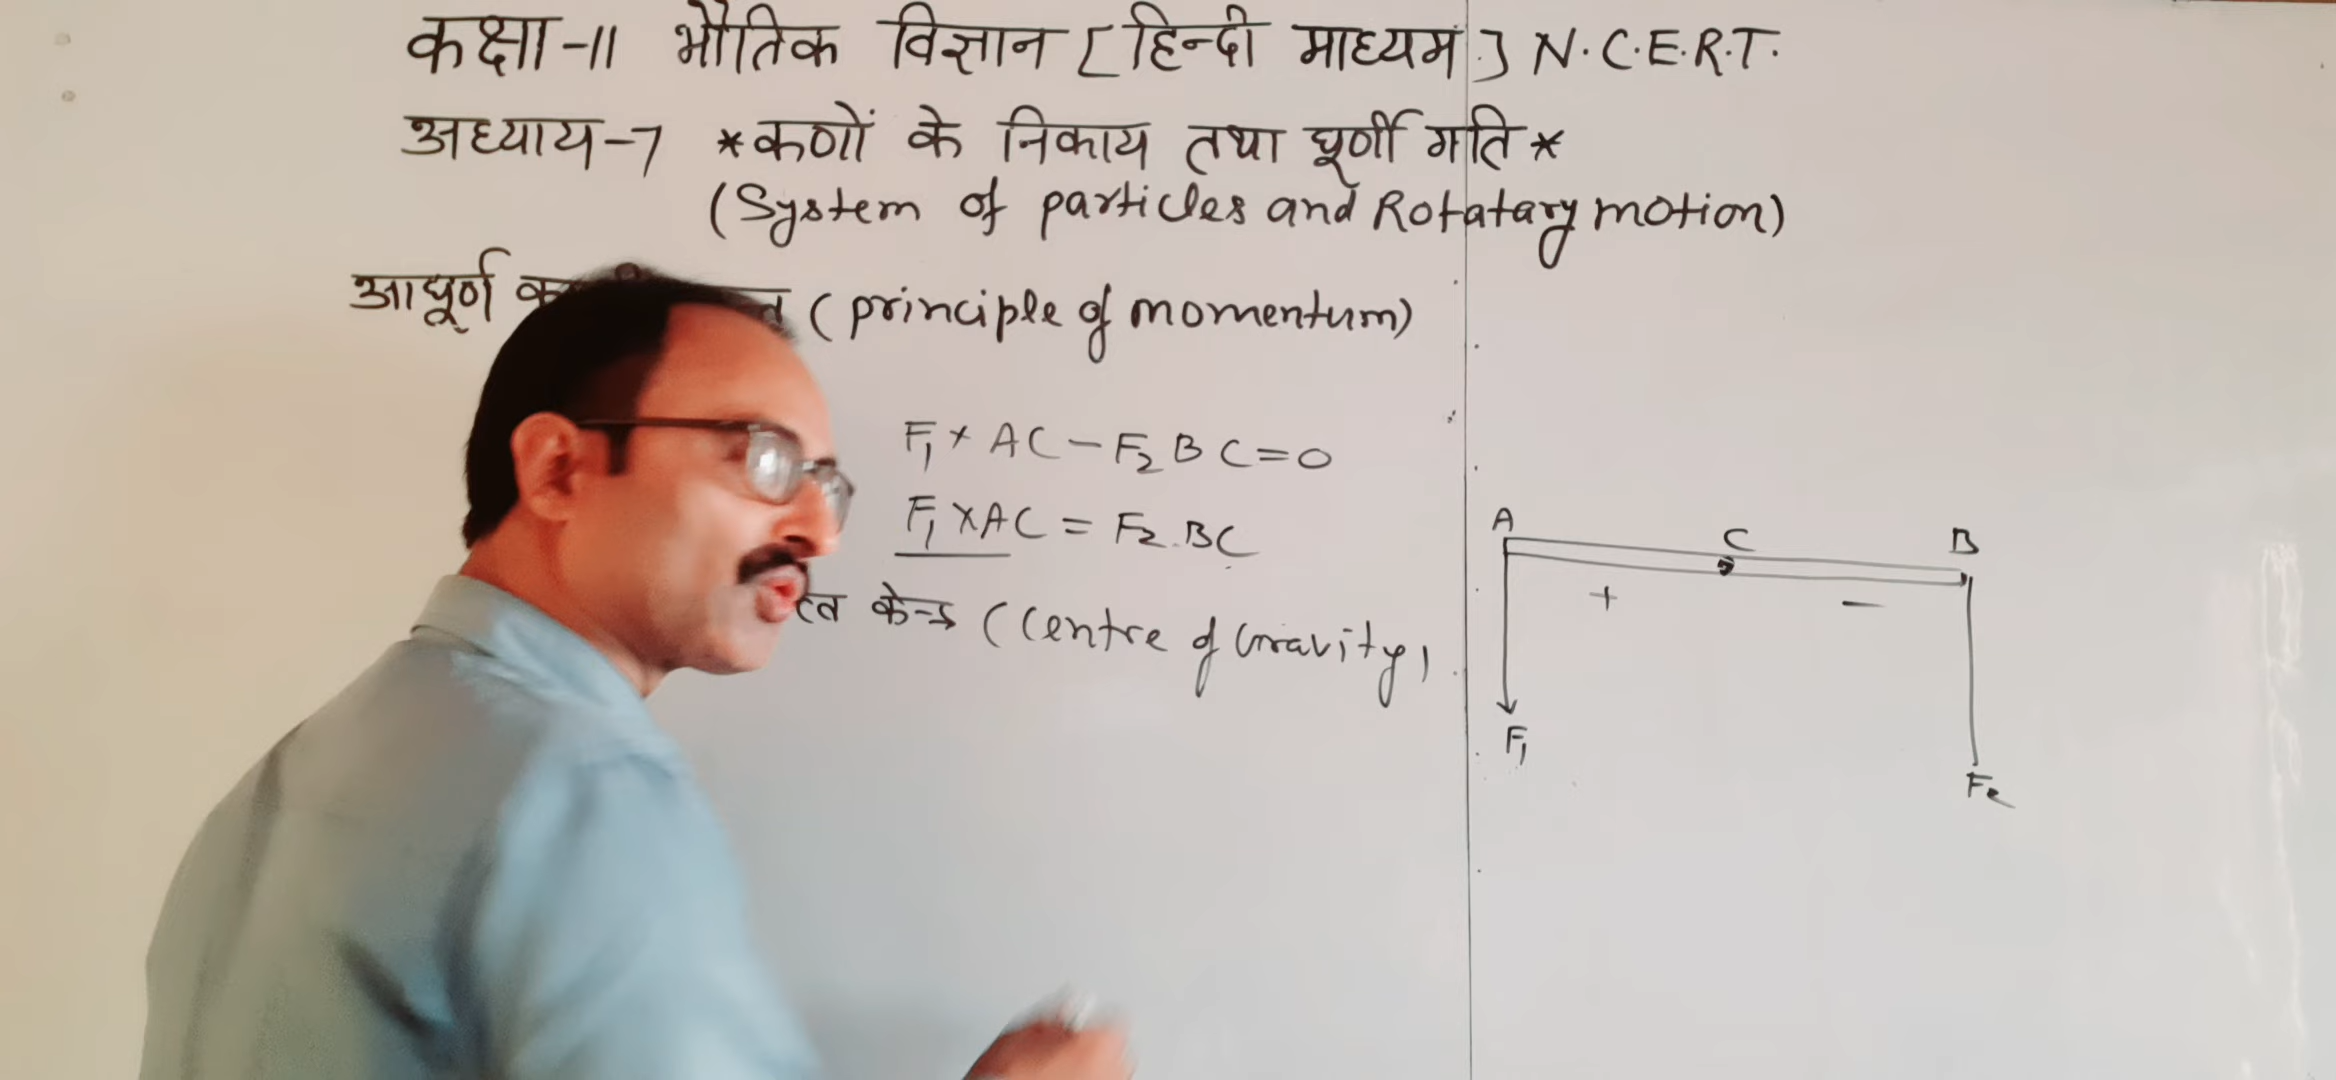 कक्षा-11 भौतिक विज्ञान [हिन्दी माध्यम] N.C.E.R.T.
अध्याय-7 *कणों के निकाय तथा घूर्णी गति*
(System of particles and Rotatary motion)
आघूर्ण (principle of momentum)
F₁ × AC - F₂ B C = 0
F₁ × AC = F₂.BC
केन्द्र (Centre of Gravity)
A
C
B
+
-
F₁
F₂